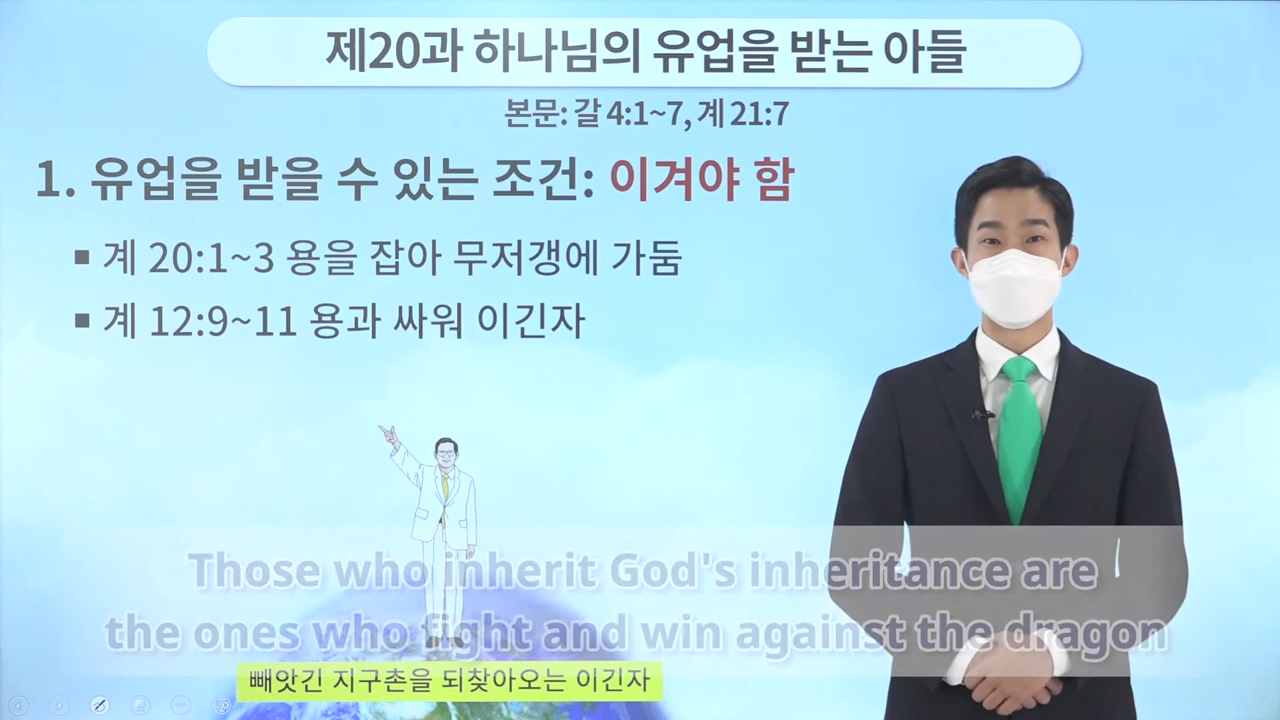 제20과 하나님의 유업을 받는 아들
본문: 갈 4:1~7, 계 21:7
1. 유업을 받을 수 있는 조건: 이겨야 함
▪ 계 20:1~3 용을 잡아 무저갱에 가둠
▪ 계 12:9~11 용과 싸워 이긴자
Those who inherit God's inheritance are
the ones who fight and win against the dragon
빼앗긴 지구촌을 되찾아오는 이긴자